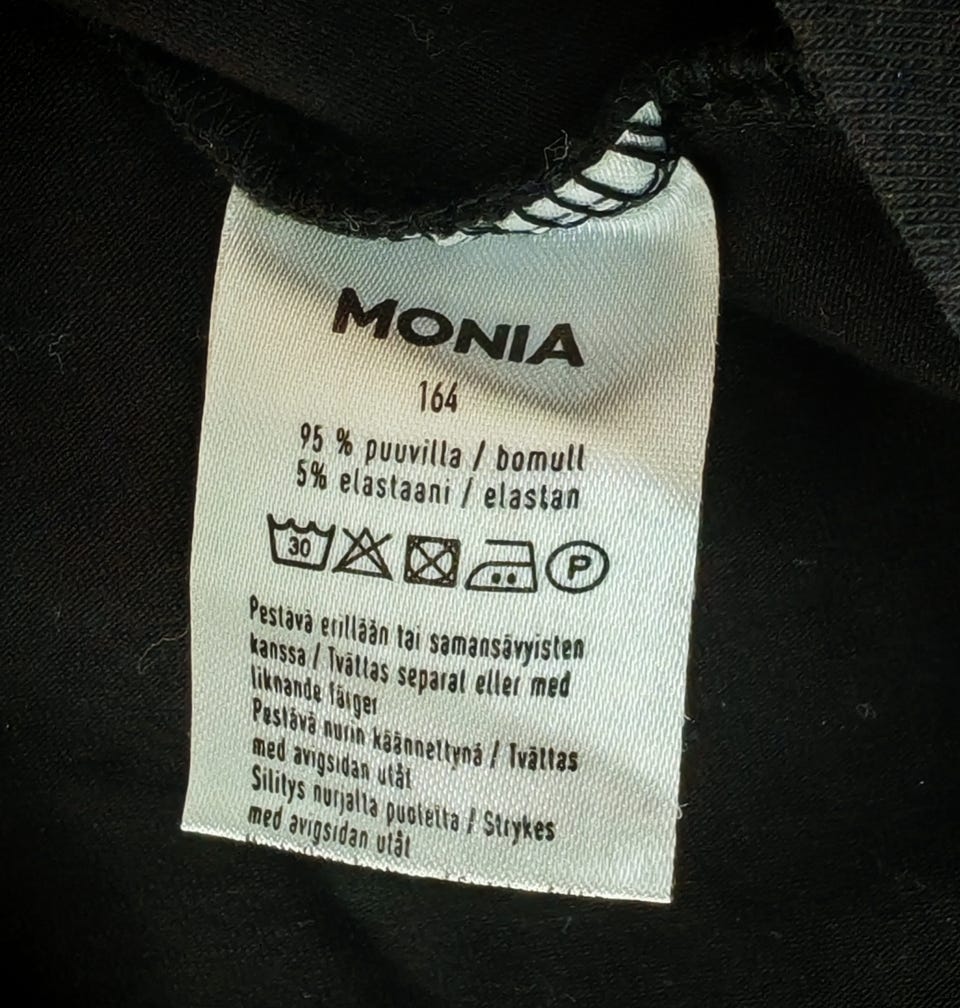 MONIA
164
95 % puuvilla / bomull
5% elastaani / elastan
30 P
Pestävä erillään tai samansävyisten
kanssa / Tvättas separat eller med
liknande färger
Pestävä nurin käännettynä / Tvättas
med avigsidan utåt
Silitys nurjalta puolelta / Strykes
med avigsidan utåt